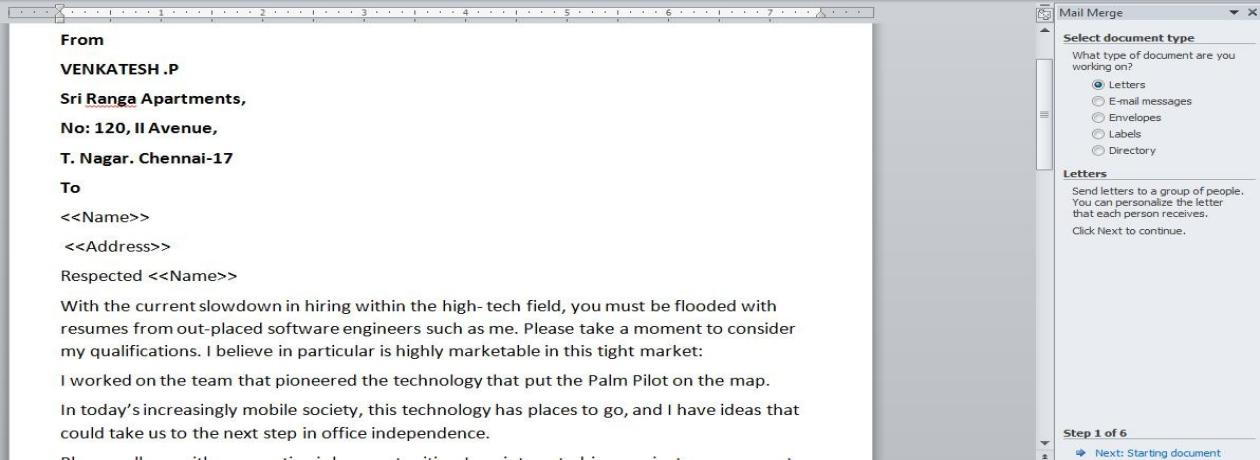 1 2 3 4 5 6 7
From
VENKATESH .P
Sri Ranga Apartments,
No: 120, II Avenue,
T. Nagar. Chennai-17
To
<<Name>>
<<Address>>
Respected <<Name>>
With the current slowdown in hiring within the high- tech field, you must be flooded with
resumes from out-placed software engineers such as me. Please take a moment to consider
my qualifications. I believe in particular is highly marketable in this tight market:
I worked on the team that pioneered the technology that put the Palm Pilot on the map.
In today's increasingly mobile society, this technology has places to go, and I have ideas that
could take us to the next step in office independence.
Mail Merge
Select document type
What type of document are you
working on?
Letters
E-mail messages
Envelopes
Labels
Directory
Letters
Send letters to a group of people.
You can personalize the letter
that each person receives.
Click Next to continue.
Step 1 of 6
Next: Starting document